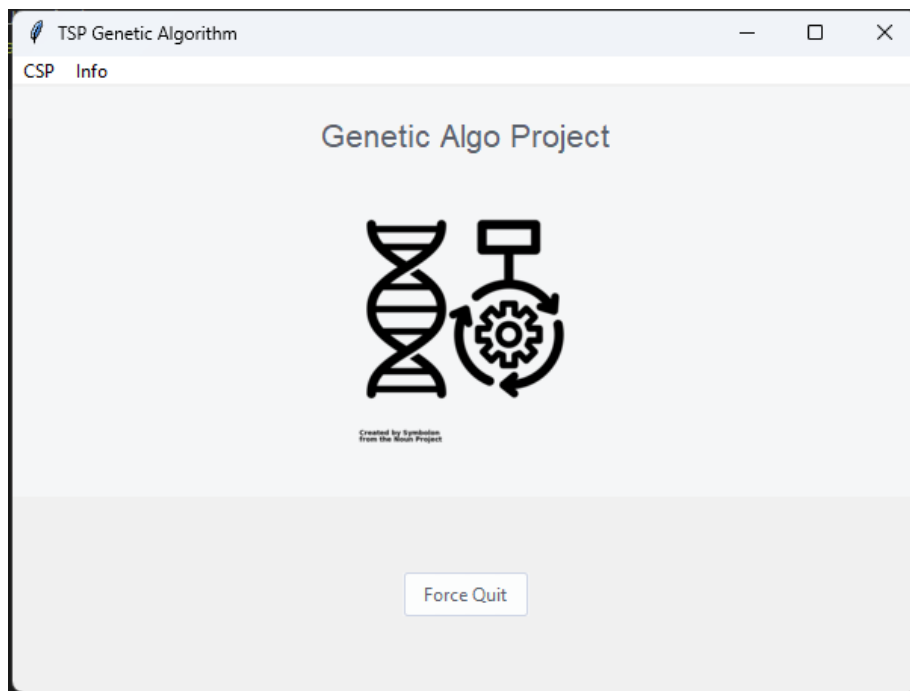 TSP Genetic Algorithm
CSP Info
Genetic Algo Project
Created by Symbolon
from the Noun Project
Force Quit